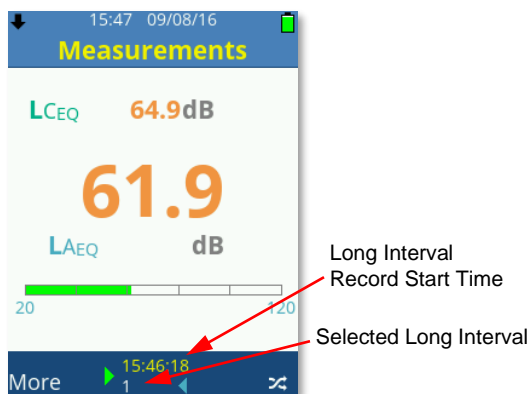 15:47 09/08/16
Measurements
LCEQ 64.9dB
61.9
LAEQ dB
20 120
Long Interval
Record Start Time
Selected Long Interval
15:46:18
More 1